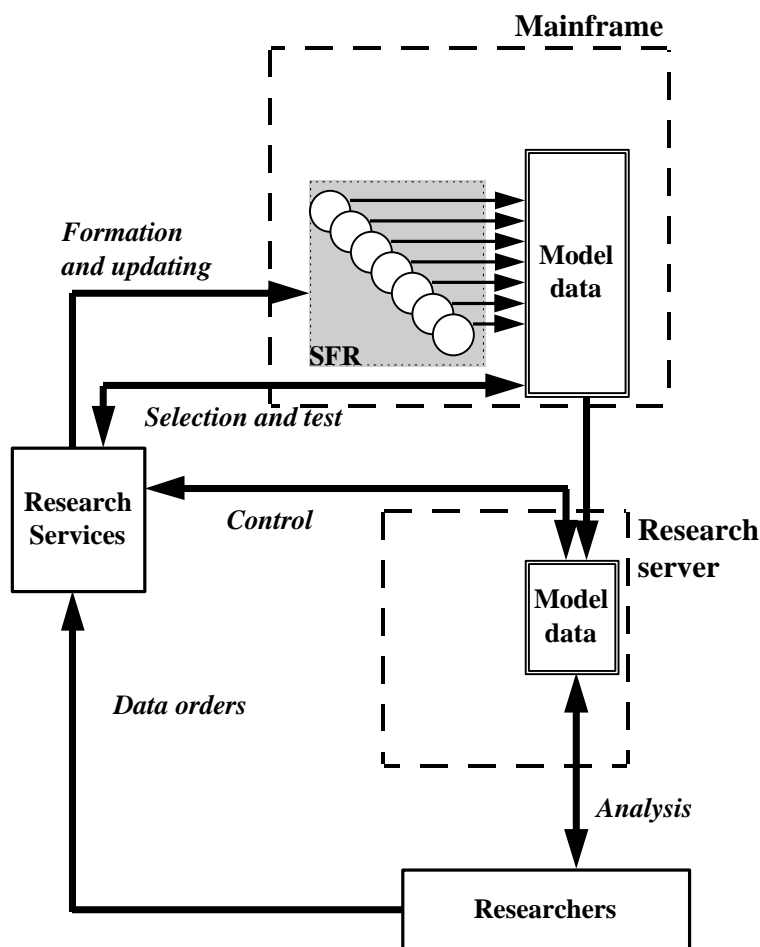 Mainframe
Formation
and updating
Model
data
SFR
Selection and test
Research
Services
Control
Research
server
Model
data
Data orders
Analysis
Researchers